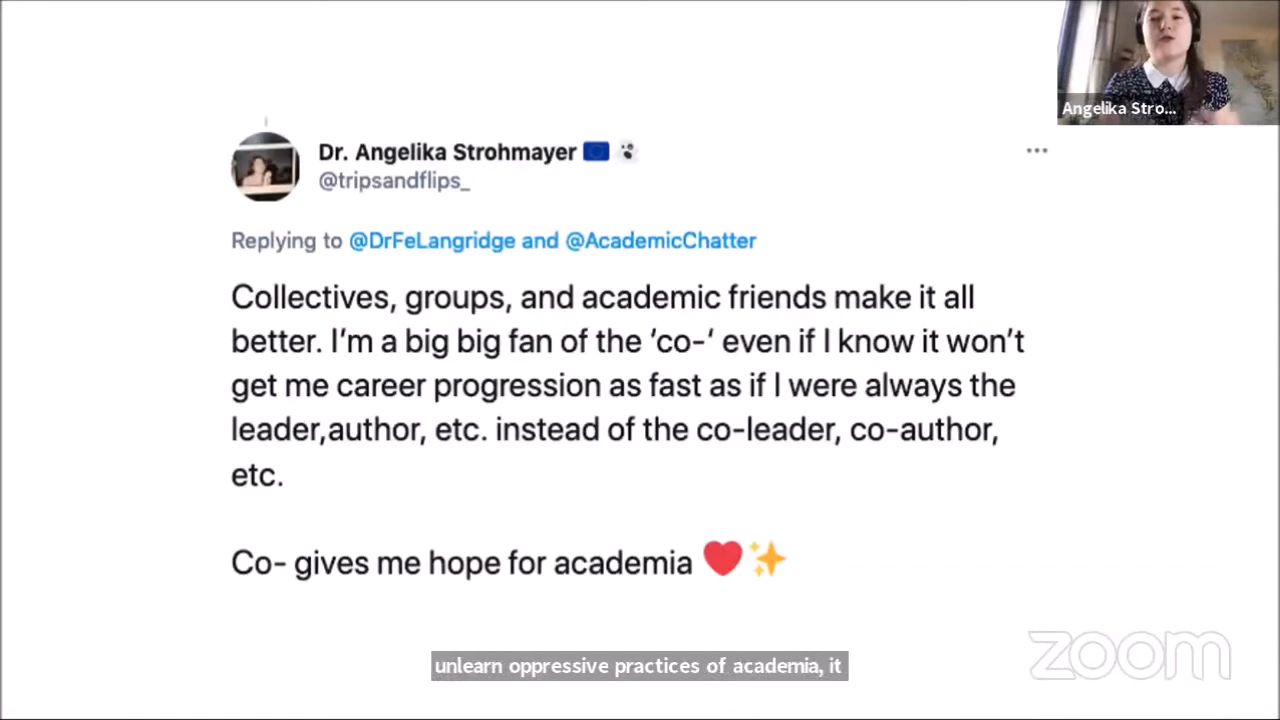 Angelika Stro...
Dr. Angelika Strohmayer
@tripsandflips_
Replying to @DrFeLangridge and @AcademicChatter
Collectives, groups, and academic friends make it all
better. I’m a big big fan of the ‘co-‘ even if I know it won’t
get me career progression as fast as if I were always the
leader,author, etc. instead of the co-leader, co-author,
etc.
Co- gives me hope for academia ❤️✨
unlearn oppressive practices of academia, it
zoom